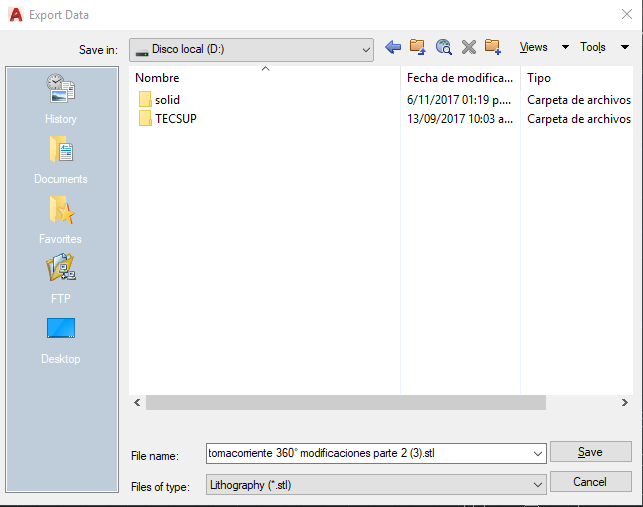 Export Data
Save in: Disco local (D:) Views Tools
Nombre Fecha de modifica... Tipo
solid 6/11/2017 01:19 p.... Carpeta de archivos
TECSUP 13/09/2017 10:03 a... Carpeta de archivos
History
Documents
Favorites
FTP
Desktop
File name: tomacorriente 360° modificaciones parte 2 (3).stl Save
Files of type: Lithography (*.stl) Cancel